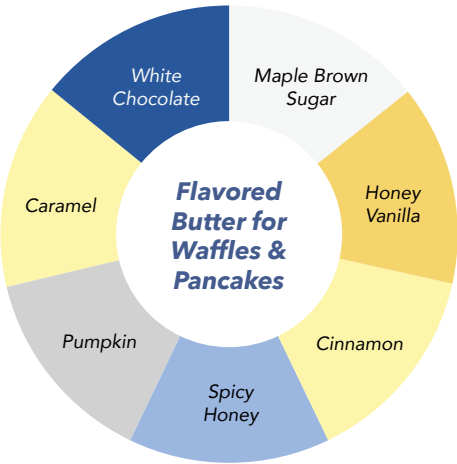 Flavored
Butter for
Waffles &
Pancakes
Maple Brown
Sugar
Honey
Vanilla
Cinnamon
Spicy
Honey
Pumpkin
Caramel
White
Chocolate